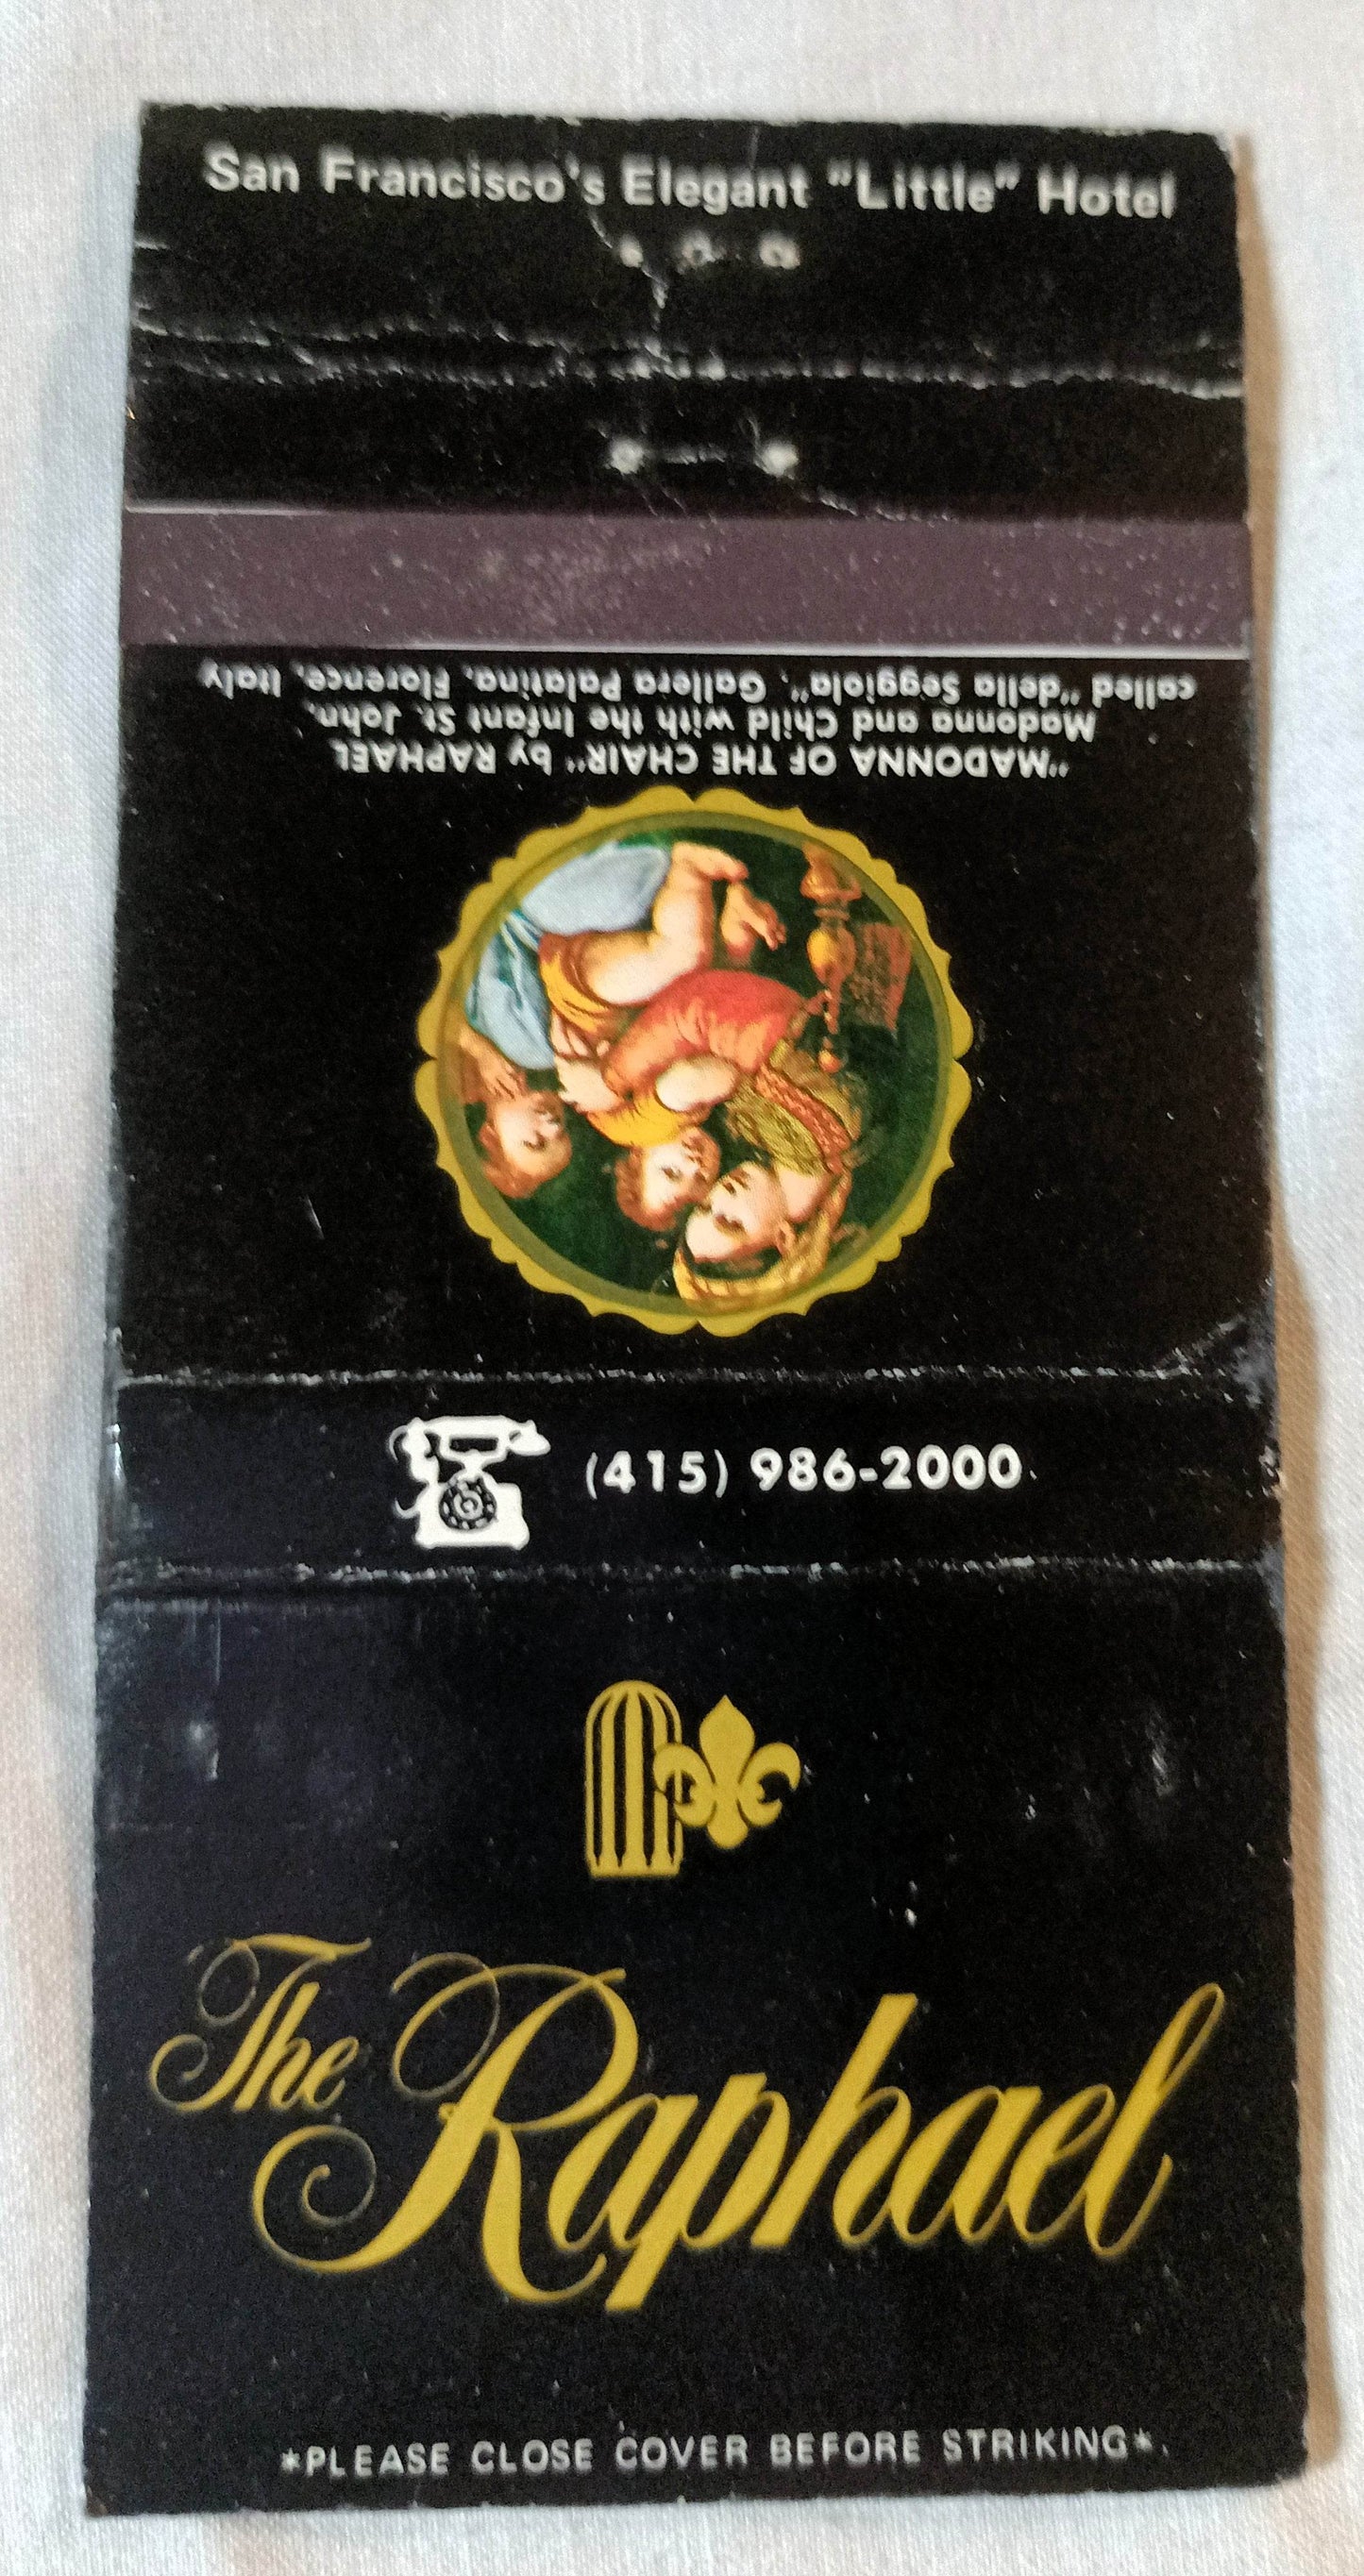 San Francisco's Elegant "Little" Hotel
"MADONNA OF THE CHAIR" by RAPHAEL
Madonna and Child with the Infant St. John,
called "della Seggiola". Gallera Palatina, Florence, Italy
(415) 986-2000
The Raphael
*PLEASE CLOSE COVER BEFORE STRIKING*